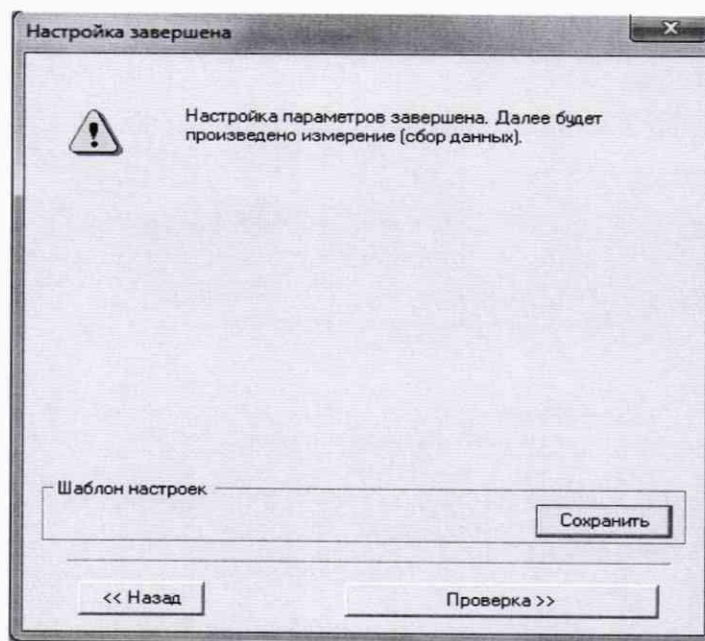 Настройка завершена
Настройка параметров завершена. Далее будет
произведено измерение (сбор данных).
Шаблон настроек
Сохранить
<< Назад
Проверка >>